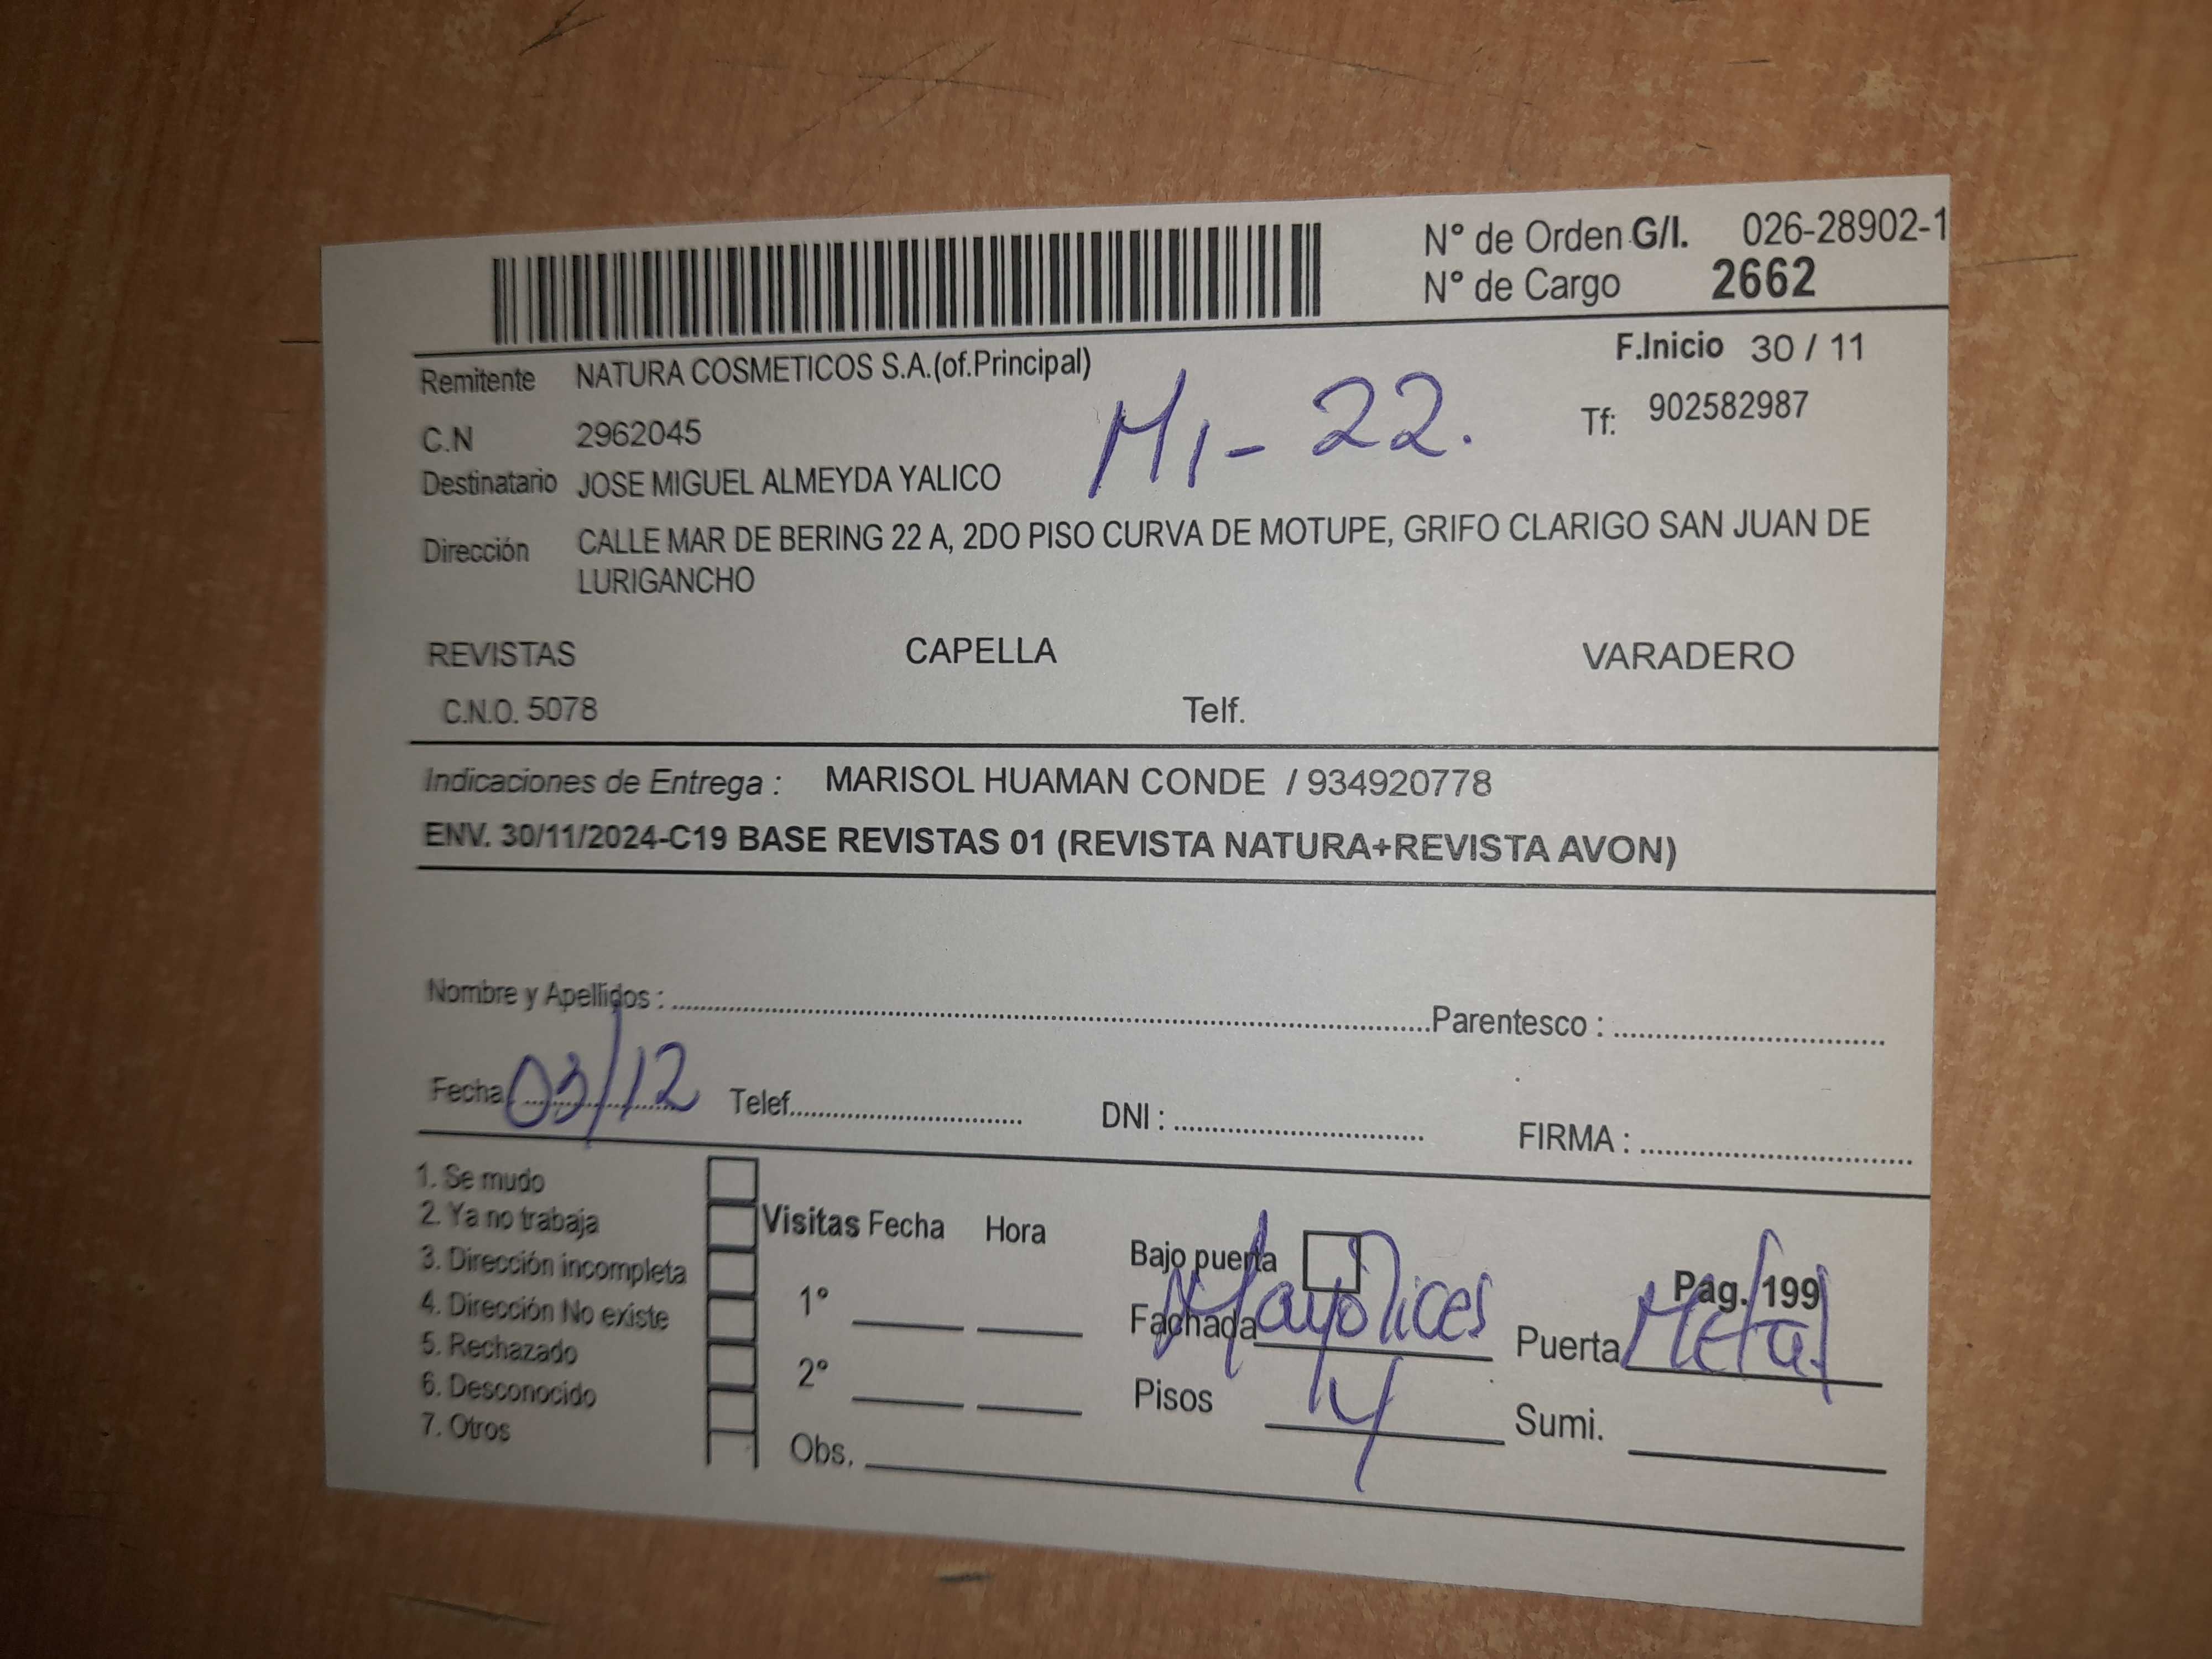 N° de Orden G/I. 026-28902-1
N° de Cargo 2662
F.Inicio 30 / 11
Remitente NATURA COSMETICOS S.A.(of.Principal)
Tf: 902582987
C.N 2962045
M1-22.
Destinatario JOSE MIGUEL ALMEYDA YALICO
Dirección CALLE MAR DE BERING 22 A, 2DO PISO CURVA DE MOTUPE, GRIFO CLARIGO SAN JUAN DE
LURIGANCHO
REVISTAS CAPELLA VARADERO
C.N.O. 5078 Telf.
Indicaciones de Entrega : MARISOL HUAMAN CONDE / 934920778
ENV. 30/11/2024-C19 BASE REVISTAS 01 (REVISTA NATURA+REVISTA AVON)
Nombre y Apellidos : Parentesco :
Fecha 03/12 Telef. DNI : FIRMA :
1. Se mudo
2. Ya no trabaja
3. Dirección incompleta
4. Dirección No existe
5. Rechazado
6. Desconocido
7. Otros
Visitas Fecha Hora
1°
2°
Obs.
Bajo puerta
Pag. 199
Fachada Puerta Metal
Pisos 4 Sumi.